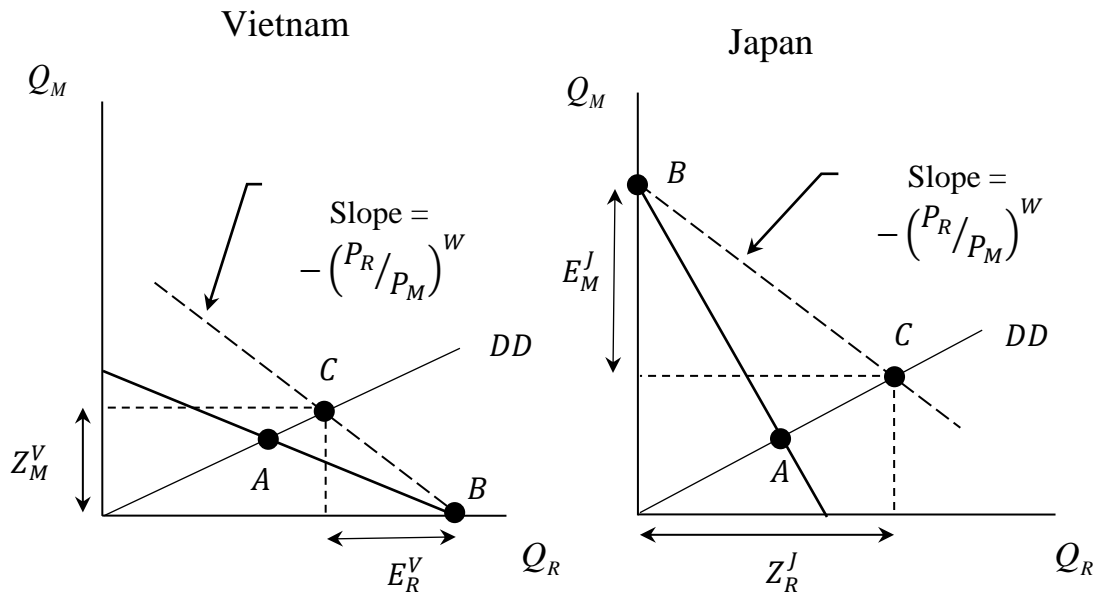 Vietnam
Q_M
Slope =
−(P_R/P_M)^W
DD
C
Z_M^V
A
B
E_R^V
Q_R
Japan
Q_M
B
Slope =
−(P_R/P_M)^W
E_M^J
C
DD
A
Z_R^J
Q_R